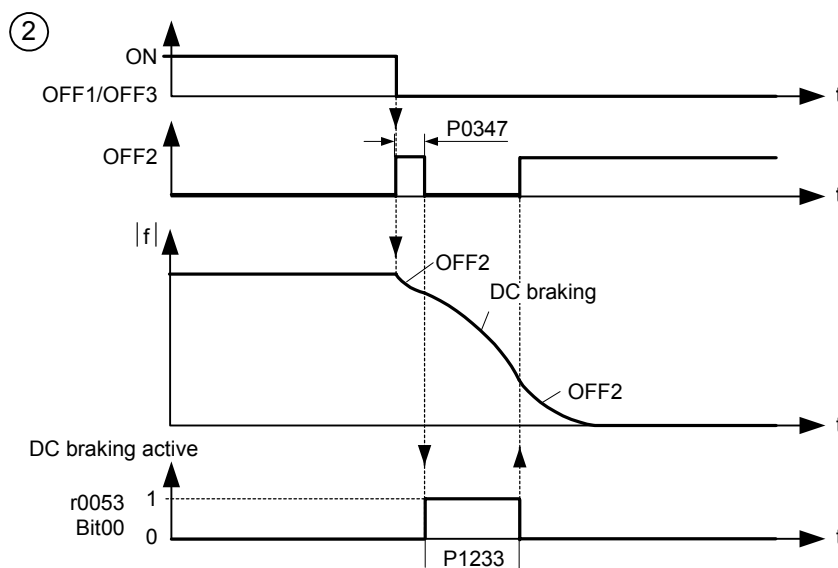 2
ON
OFF1/OFF3
t
P0347
OFF2
t
|f|
OFF2
DC braking
OFF2
t
DC braking active
r0053 1
Bit00 0
t
P1233